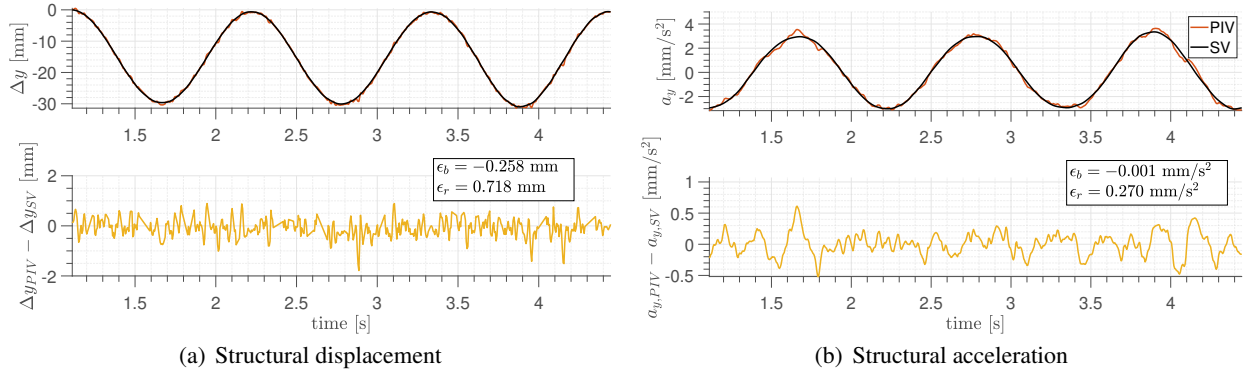 0
-10
-20
-30
Δy [mm]
1.5 2 2.5 3 3.5 4
ϵ_b = −0.258 mm
ϵ_r = 0.718 mm
2
0
-2
Δy_PIV − Δy_SV [mm]
1.5 2 2.5 3 3.5 4
time [s]
(a) Structural displacement
4
2
0
-2
a_y [mm/s²]
PIV
SV
1.5 2 2.5 3 3.5 4
ϵ_b = −0.001 mm/s²
ϵ_r = 0.270 mm/s²
1
0.5
0
-0.5
a_y,PIV − a_y,SV [mm/s²]
1.5 2 2.5 3 3.5 4
time [s]
(b) Structural acceleration